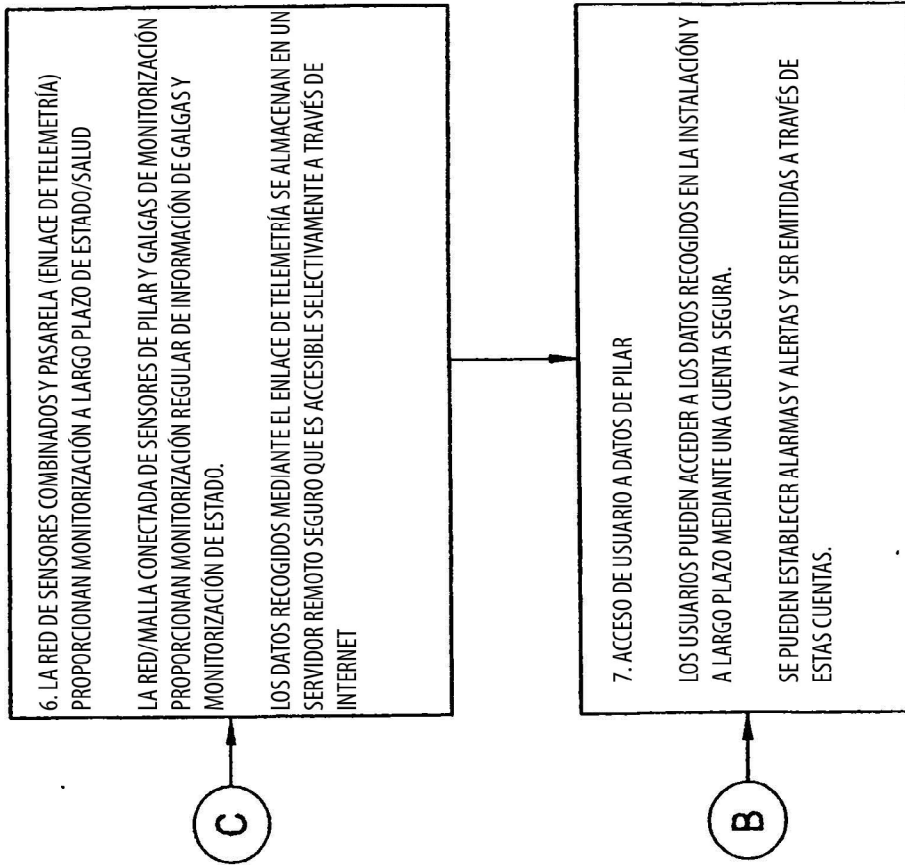 6. LA RED DE SENSORES COMBINADOS Y PASARELA (ENLACE DE TELEMETRÍA)
PROPORCIONAN MONITORIZACIÓN A LARGO PLAZO DE ESTADO/SALUD
LA RED/MALLA CONECTADA DE SENSORES DE PILAR Y GALGAS DE MONITORIZACIÓN
PROPORCIONAN MONITORIZACIÓN REGULAR DE INFORMACIÓN DE GALGAS Y
MONITORIZACIÓN DE ESTADO.
LOS DATOS RECOGIDOS MEDIANTE EL ENLACE DE TELEMETRÍA SE ALMACENAN EN UN
SERVIDOR REMOTO SEGURO QUE ES ACCESIBLE SELECTIVAMENTE A TRAVÉS DE
INTERNET
C
7. ACCESO DE USUARIO A DATOS DE PILAR
LOS USUARIOS PUEDEN ACCEDER A LOS DATOS RECOGIDOS EN LA INSTALACIÓN Y
A LARGO PLAZO MEDIANTE UNA CUENTA SEGURA.
SE PUEDEN ESTABLECER ALARMAS Y ALERTAS Y SER EMITIDAS A TRAVÉS DE
ESTAS CUENTAS.
B